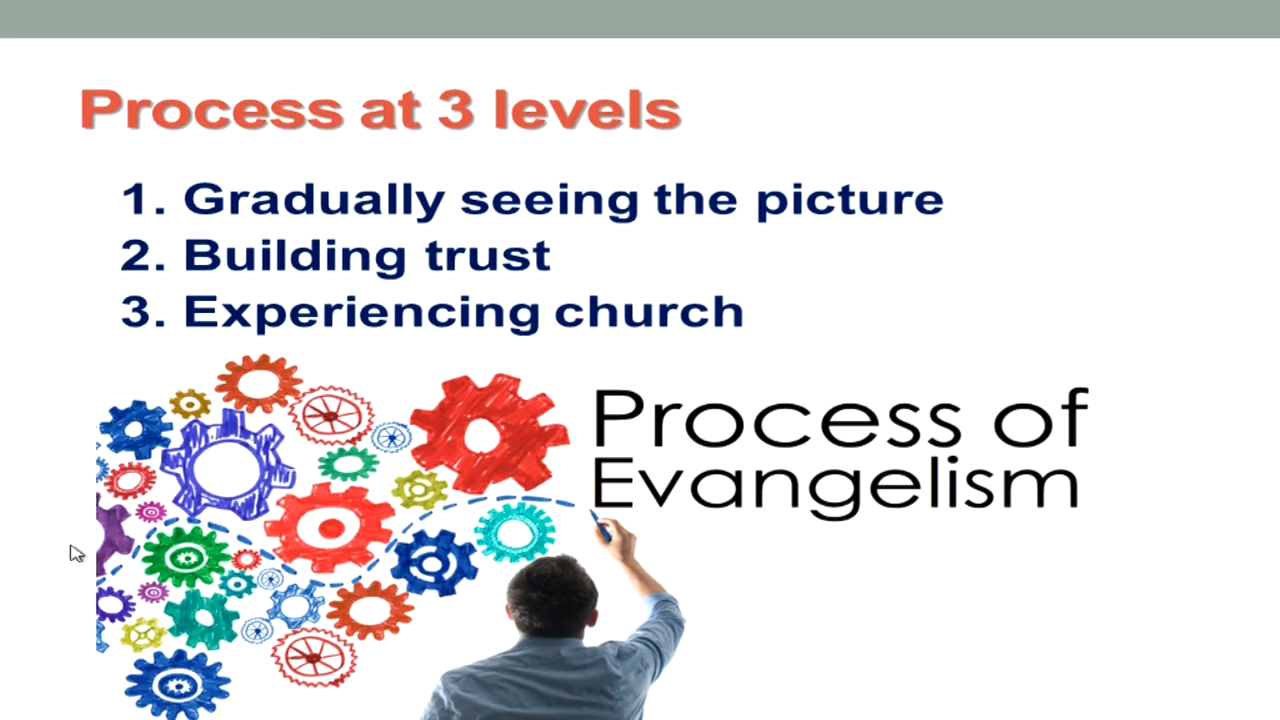 Process at 3 levels
1. Gradually seeing the picture
2. Building trust
3. Experiencing church
Process of
Evangelism